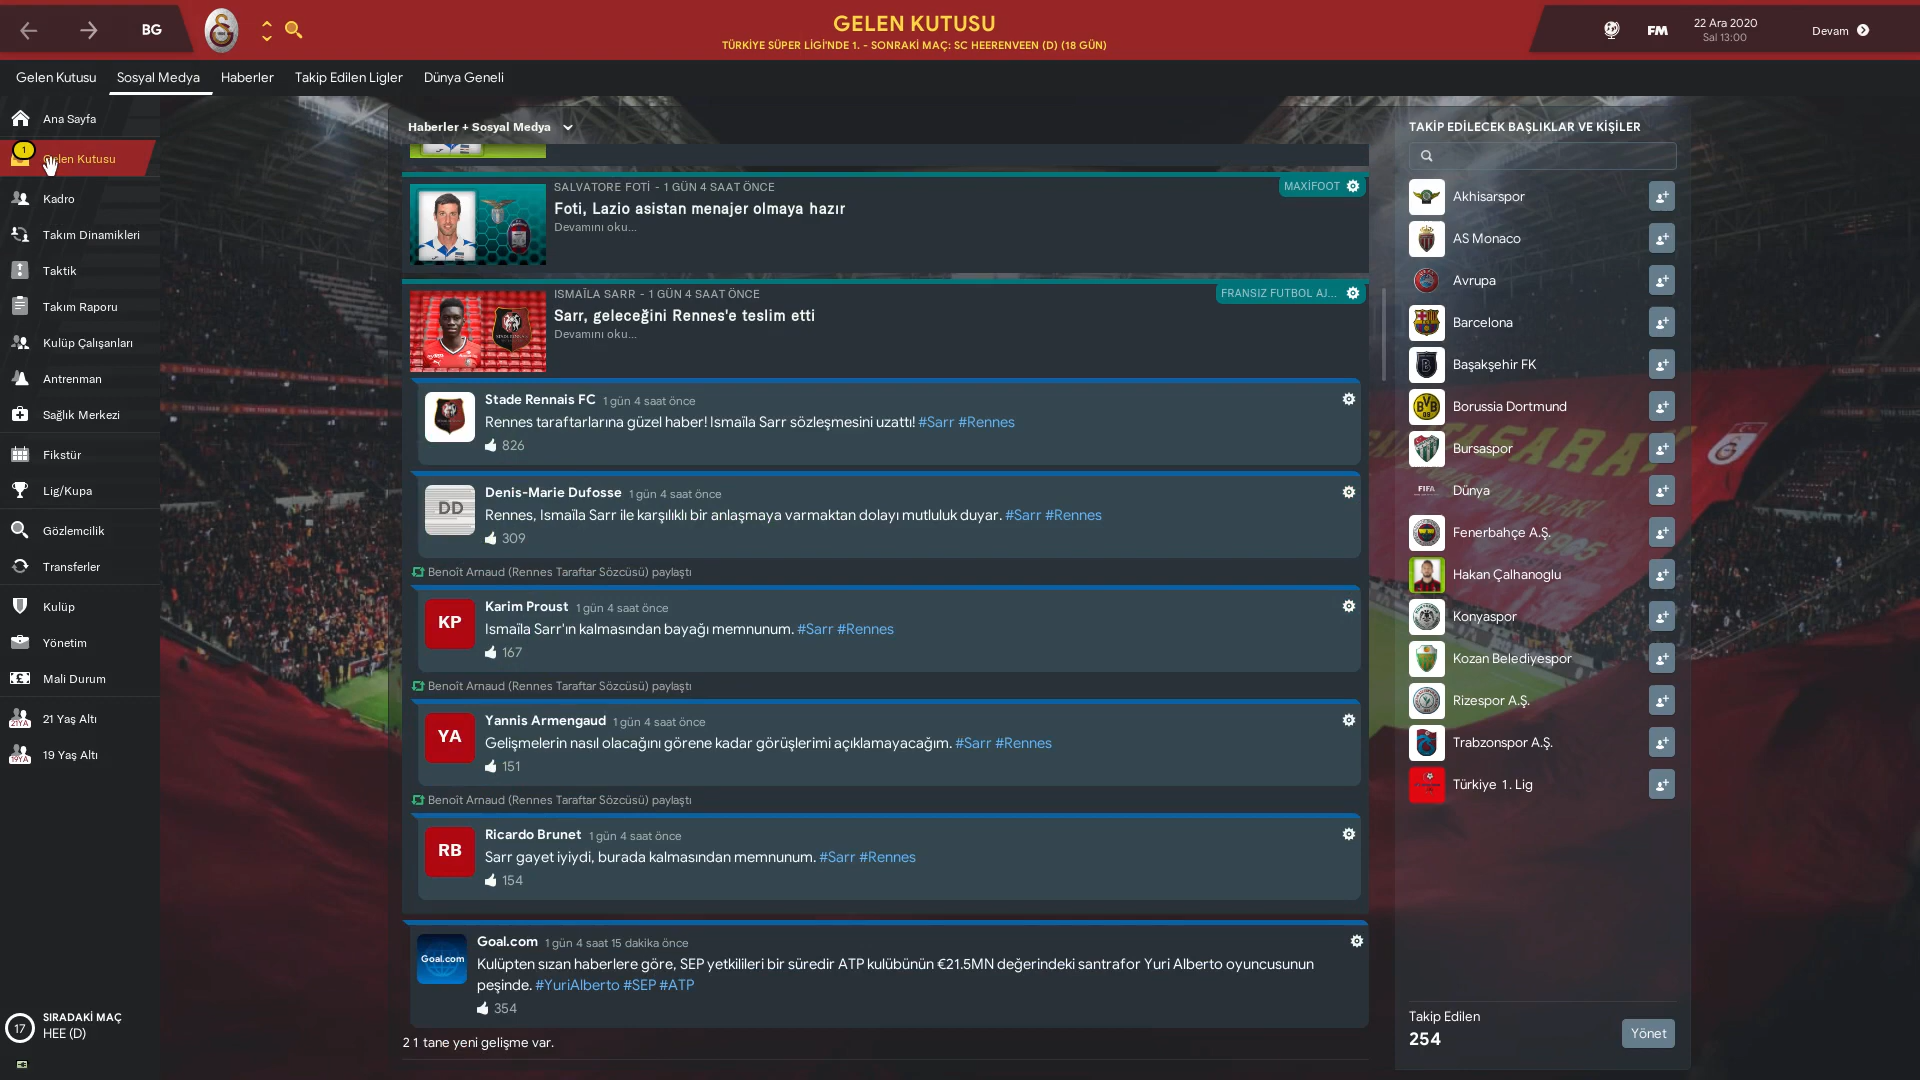 BG
GELEN KUTUSU
TÜRKİYE SÜPER LİGİ'NDE 1. - SONRAKİ MAÇ: SC HEERENVEEN (D) (18 GÜN)
FM
22 Ara 2020
Sal 13:00
Devam
Gelen Kutusu
Sosyal Medya
Haberler
Takip Edilen Ligler
Dünya Geneli
Ana Sayfa
1
Gelen Kutusu
Kadro
Takım Dinamikleri
Taktik
Takım Raporu
Kulüp Çalışanları
Antrenman
Sağlık Merkezi
Fikstür
Lig/Kupa
Gözlemcilik
Transferler
Kulüp
Yönetim
Mali Durum
21YA
21 Yaş Altı
19YA
19 Yaş Altı
17
SIRADAKİ MAÇ
HEE (D)
Haberler + Sosyal Medya
SALVATORE FOTİ - 1 GÜN 4 SAAT ÖNCE
MAXİFOOT
Foti, Lazio asistan menajer olmaya hazır
Devamını oku...
ISMAÏLA SARR - 1 GÜN 4 SAAT ÖNCE
FRANSIZ FUTBOL AJ...
Sarr, geleceğini Rennes'e teslim etti
Devamını oku...
Stade Rennais FC 1 gün 4 saat önce
Rennes taraftarlarına güzel haber! Ismaïla Sarr sözleşmesini uzattı! #Sarr #Rennes
826
DD
Denis-Marie Dufosse 1 gün 4 saat önce
Rennes, Ismaïla Sarr ile karşılıklı bir anlaşmaya varmaktan dolayı mutluluk duyar. #Sarr #Rennes
309
Benoît Arnaud (Rennes Taraftar Sözcüsü) paylaştı
KP
Karim Proust 1 gün 4 saat önce
Ismaïla Sarr'ın kalmasından bayağı memnunum. #Sarr #Rennes
167
Benoît Arnaud (Rennes Taraftar Sözcüsü) paylaştı
YA
Yannis Armengaud 1 gün 4 saat önce
Gelişmelerin nasıl olacağını görene kadar görüşlerimi açıklamayacağım. #Sarr #Rennes
151
Benoît Arnaud (Rennes Taraftar Sözcüsü) paylaştı
RB
Ricardo Brunet 1 gün 4 saat önce
Sarr gayet iyiydi, burada kalmasından memnunum. #Sarr #Rennes
154
Goal.com
Goal.com 1 gün 4 saat 15 dakika önce
Kulüpten sızan haberlere göre, SEP yetkilileri bir süredir ATP kulübünün €21.5MN değerindeki santrafor Yuri Alberto oyuncusunun
peşinde. #YuriAlberto #SEP #ATP
354
21 tane yeni gelişme var.
TAKİP EDİLECEK BAŞLIKLAR VE KİŞİLER
Akhisarspor
AS Monaco
Avrupa
Barcelona
Başakşehir FK
Borussia Dortmund
Bursaspor
FIFA
Dünya
Fenerbahçe A.Ş.
Hakan Çalhanoglu
Konyaspor
Kozan Belediyespor
Rizespor A.Ş.
Trabzonspor A.Ş.
Türkiye 1. Lig
Takip Edilen
254
Yönet